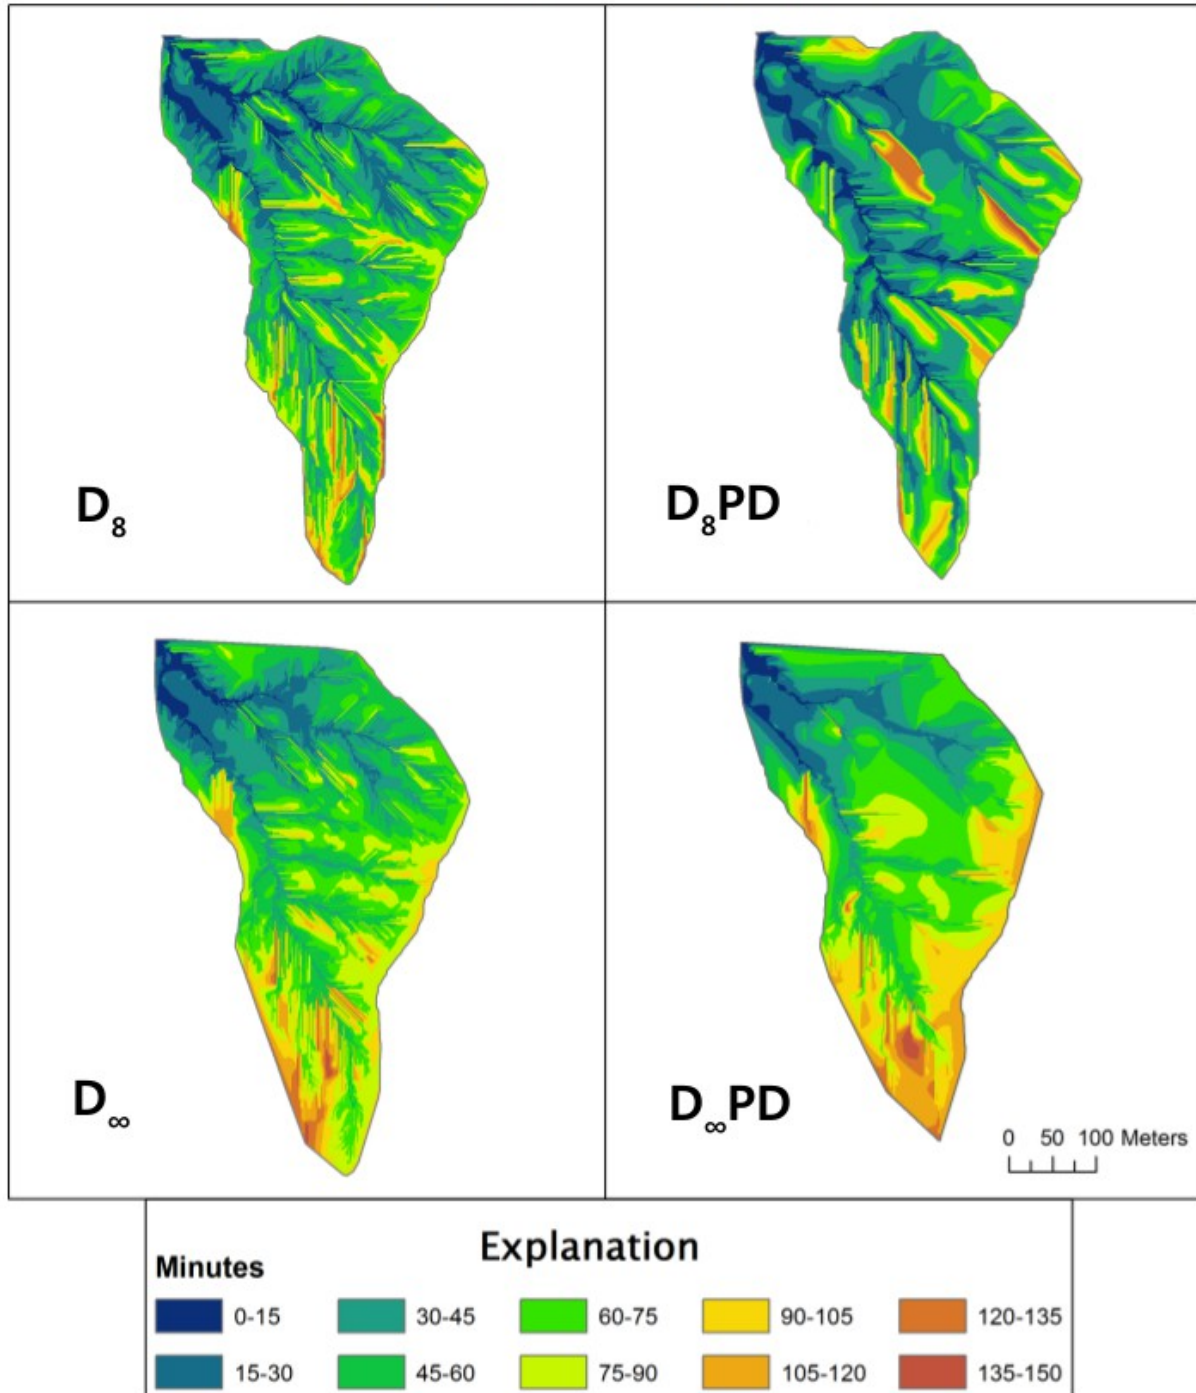 D₈
D₈PD
D∞
D∞PD
0 50 100 Meters
Explanation
Minutes
0-15 30-45 60-75 90-105 120-135
15-30 45-60 75-90 105-120 135-150